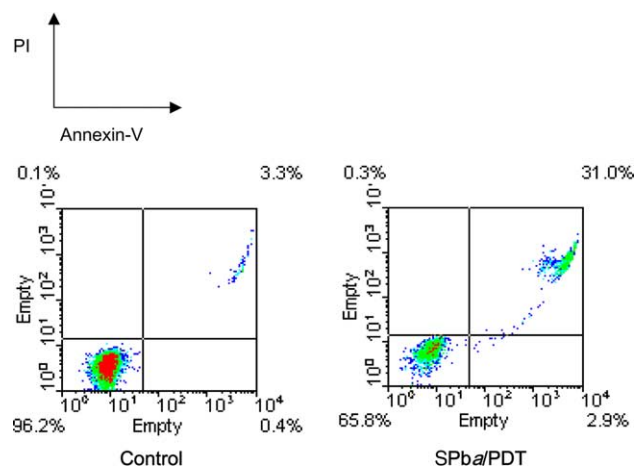 PI
Annexin-V
0.1% 3.3% 0.3% 31.0%
Empty
10⁰ 10¹ 10² 10³ 10'
Empty
10⁰ 10¹ 10² 10³ 10'
10⁰ 10¹ 10² 10³ 10⁴
10⁰ 10¹ 10² 10³ 10⁴
96.2% Empty 0.4% 65.8% Empty 2.9%
Control SPba/PDT